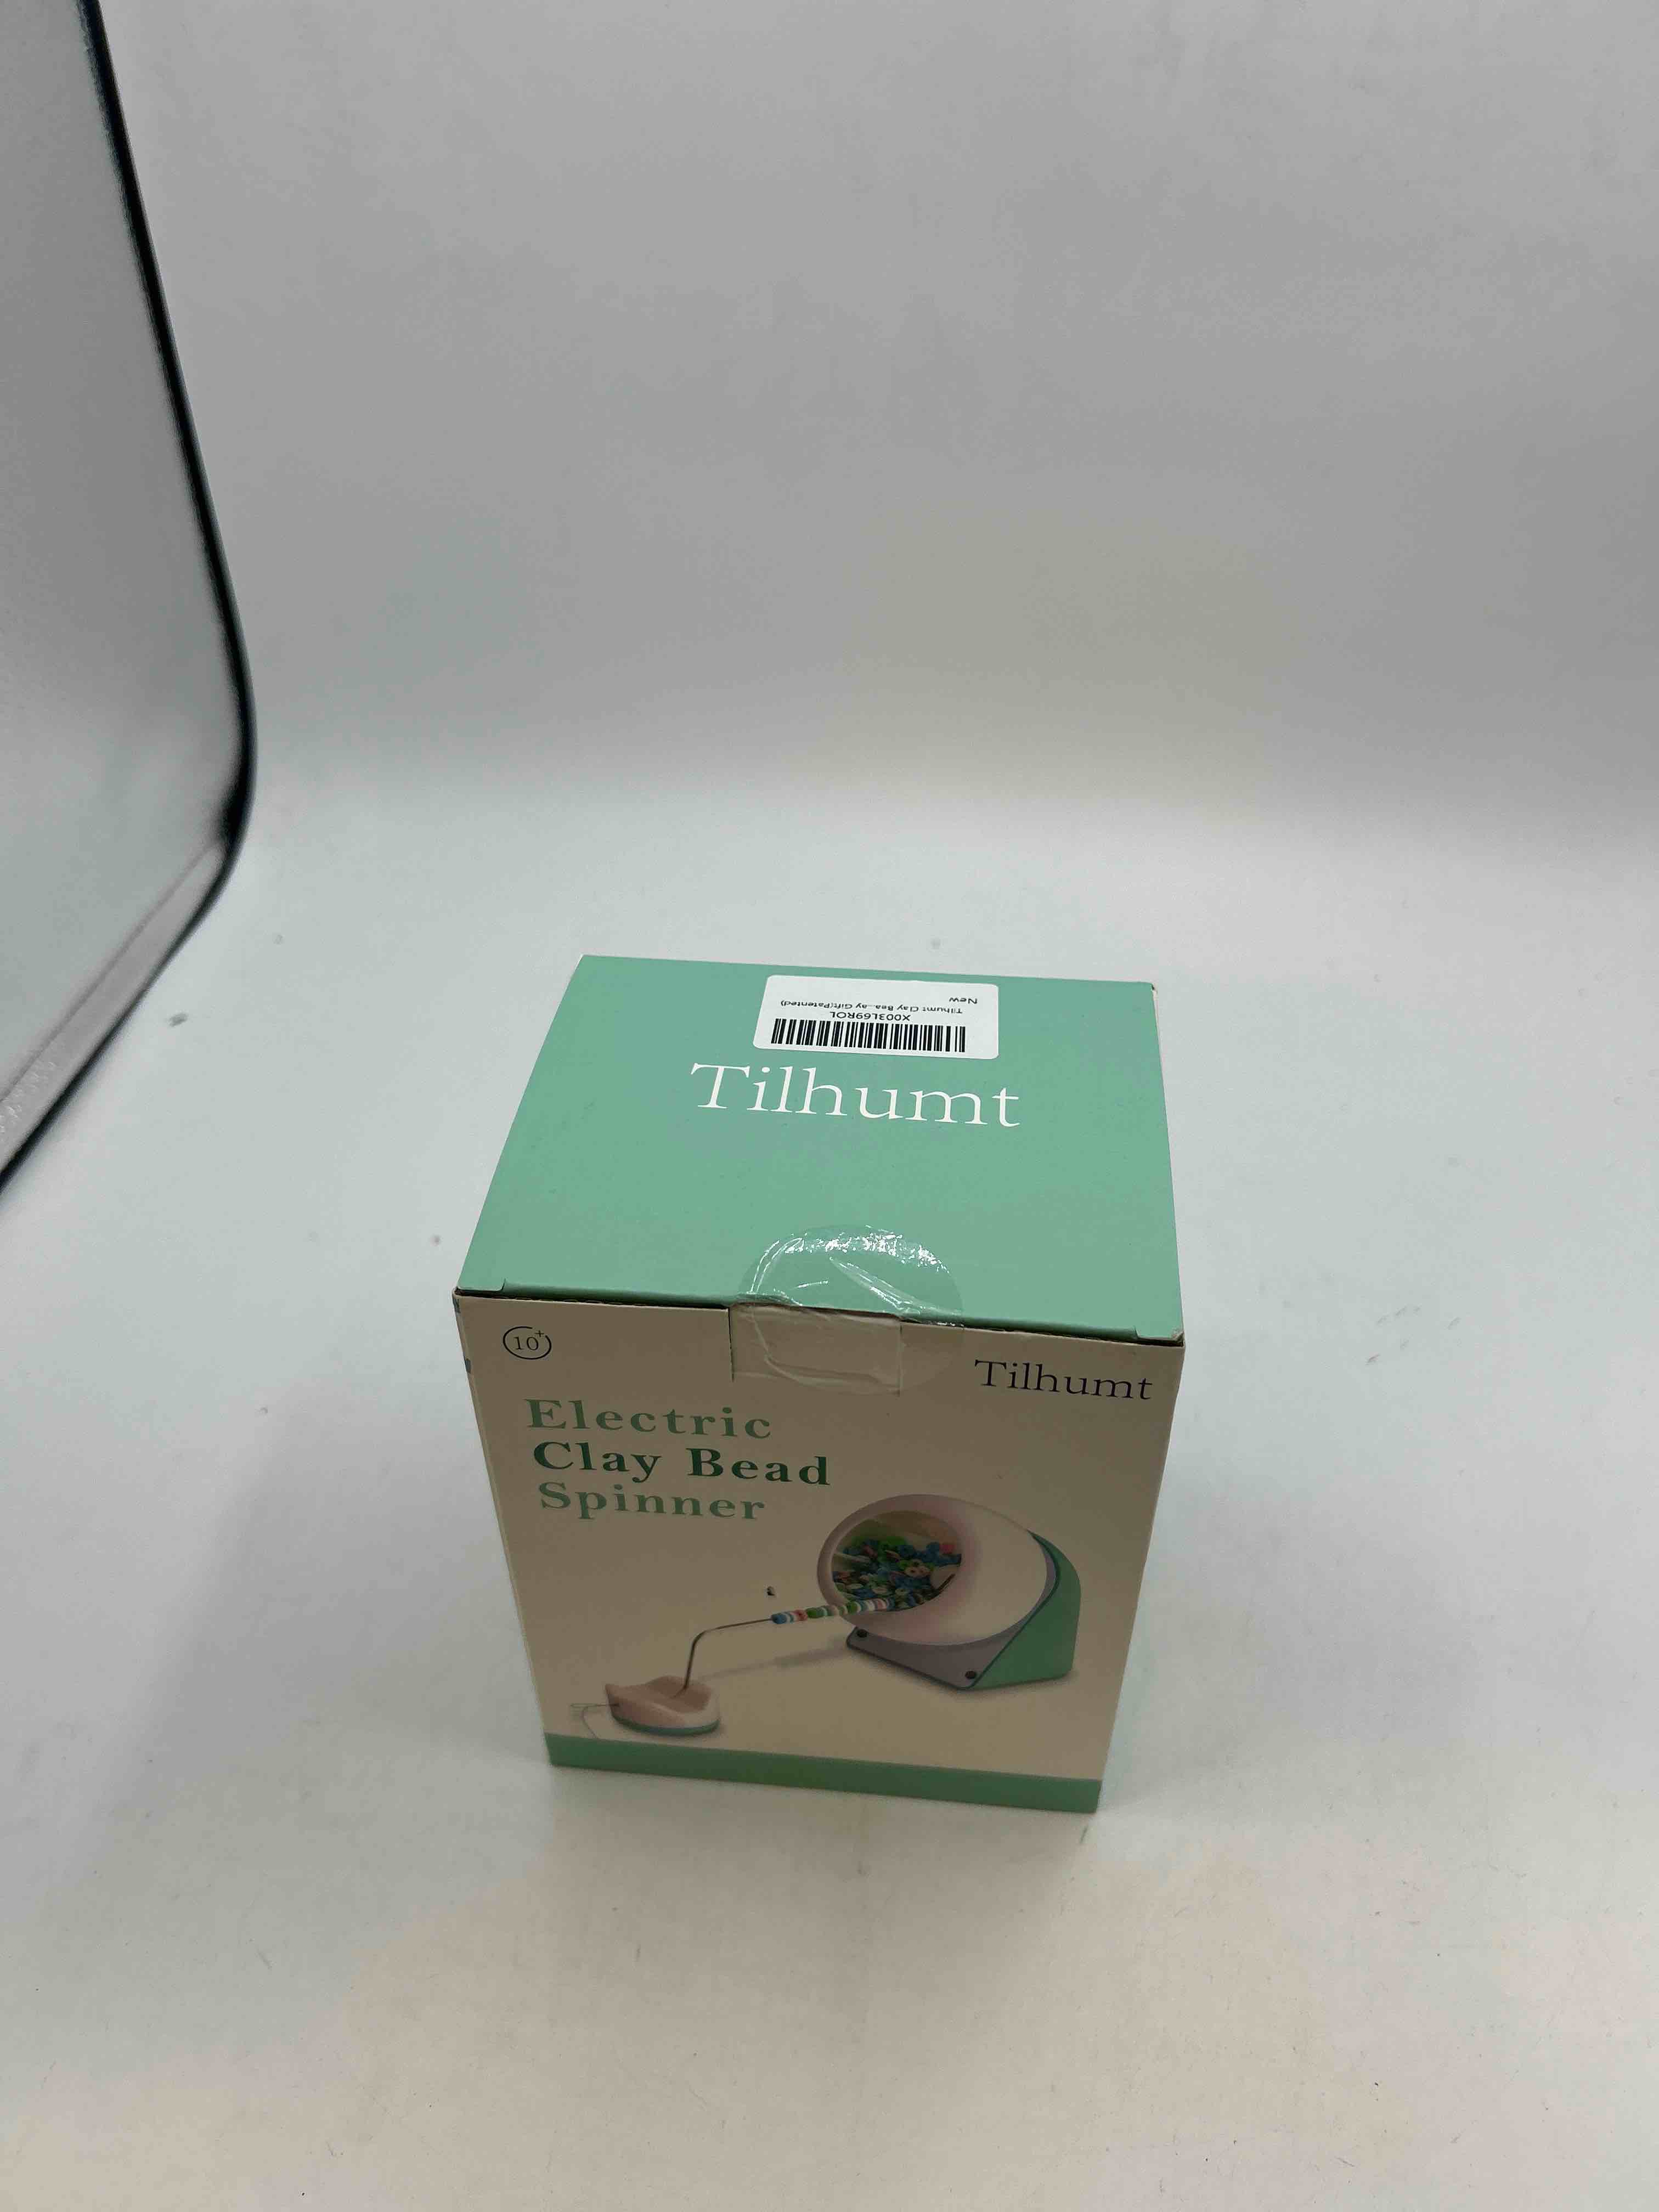 New
Tilhumt Clay Bea...ay Gift(Patented)
X003L69ROL
Tilhumt
10+
Tilhumt
Electric
Clay Bead
Spinner